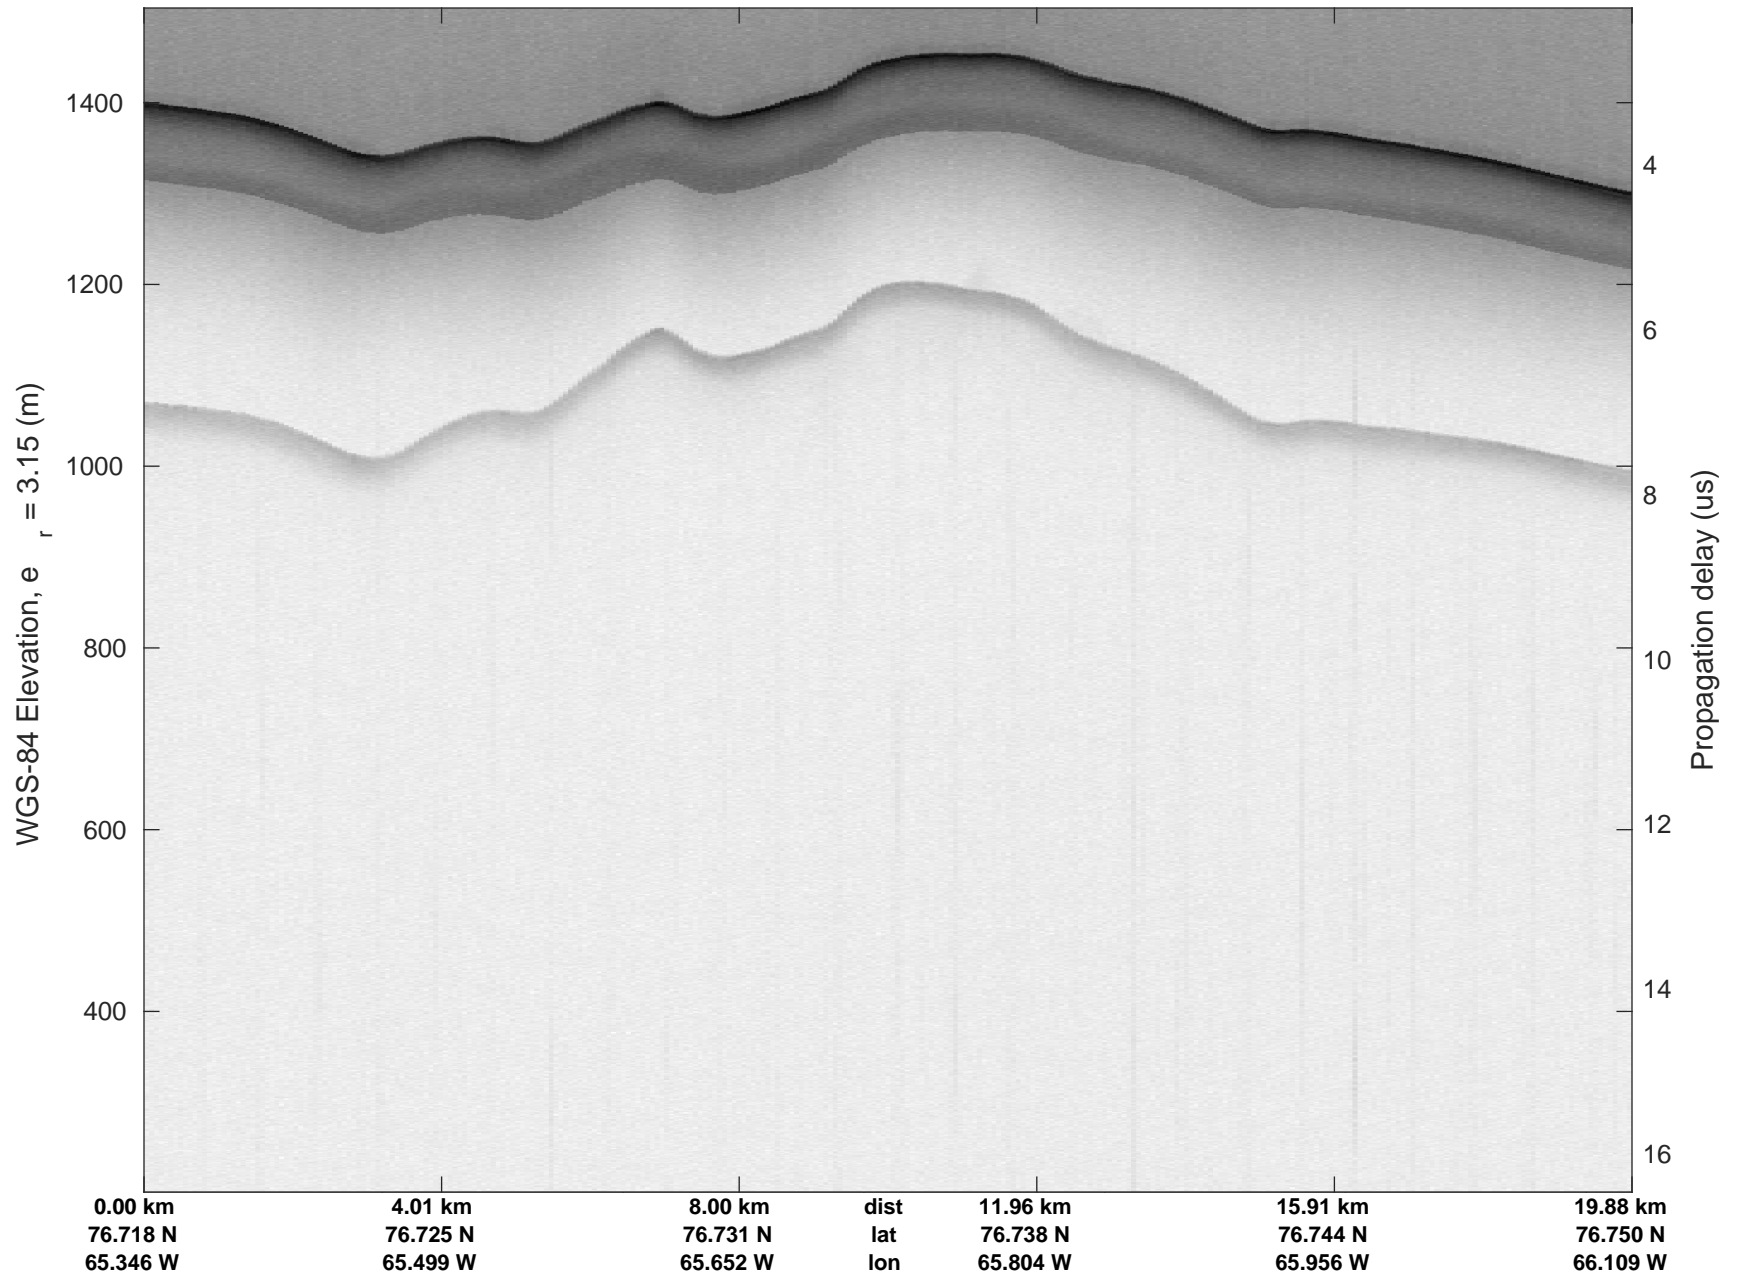 1400
1200
1000
800
600
400
WGS-84 Elevation, e r = 3.15 (m)
4
6
8
10
12
14
16
Propagation delay (us)
0.00 km 4.01 km 8.00 km dist 11.96 km 15.91 km 19.88 km
76.718 N 76.725 N 76.731 N lat 76.738 N 76.744 N 76.750 N
65.346 W 65.499 W 65.652 W lon 65.804 W 65.956 W 66.109 W